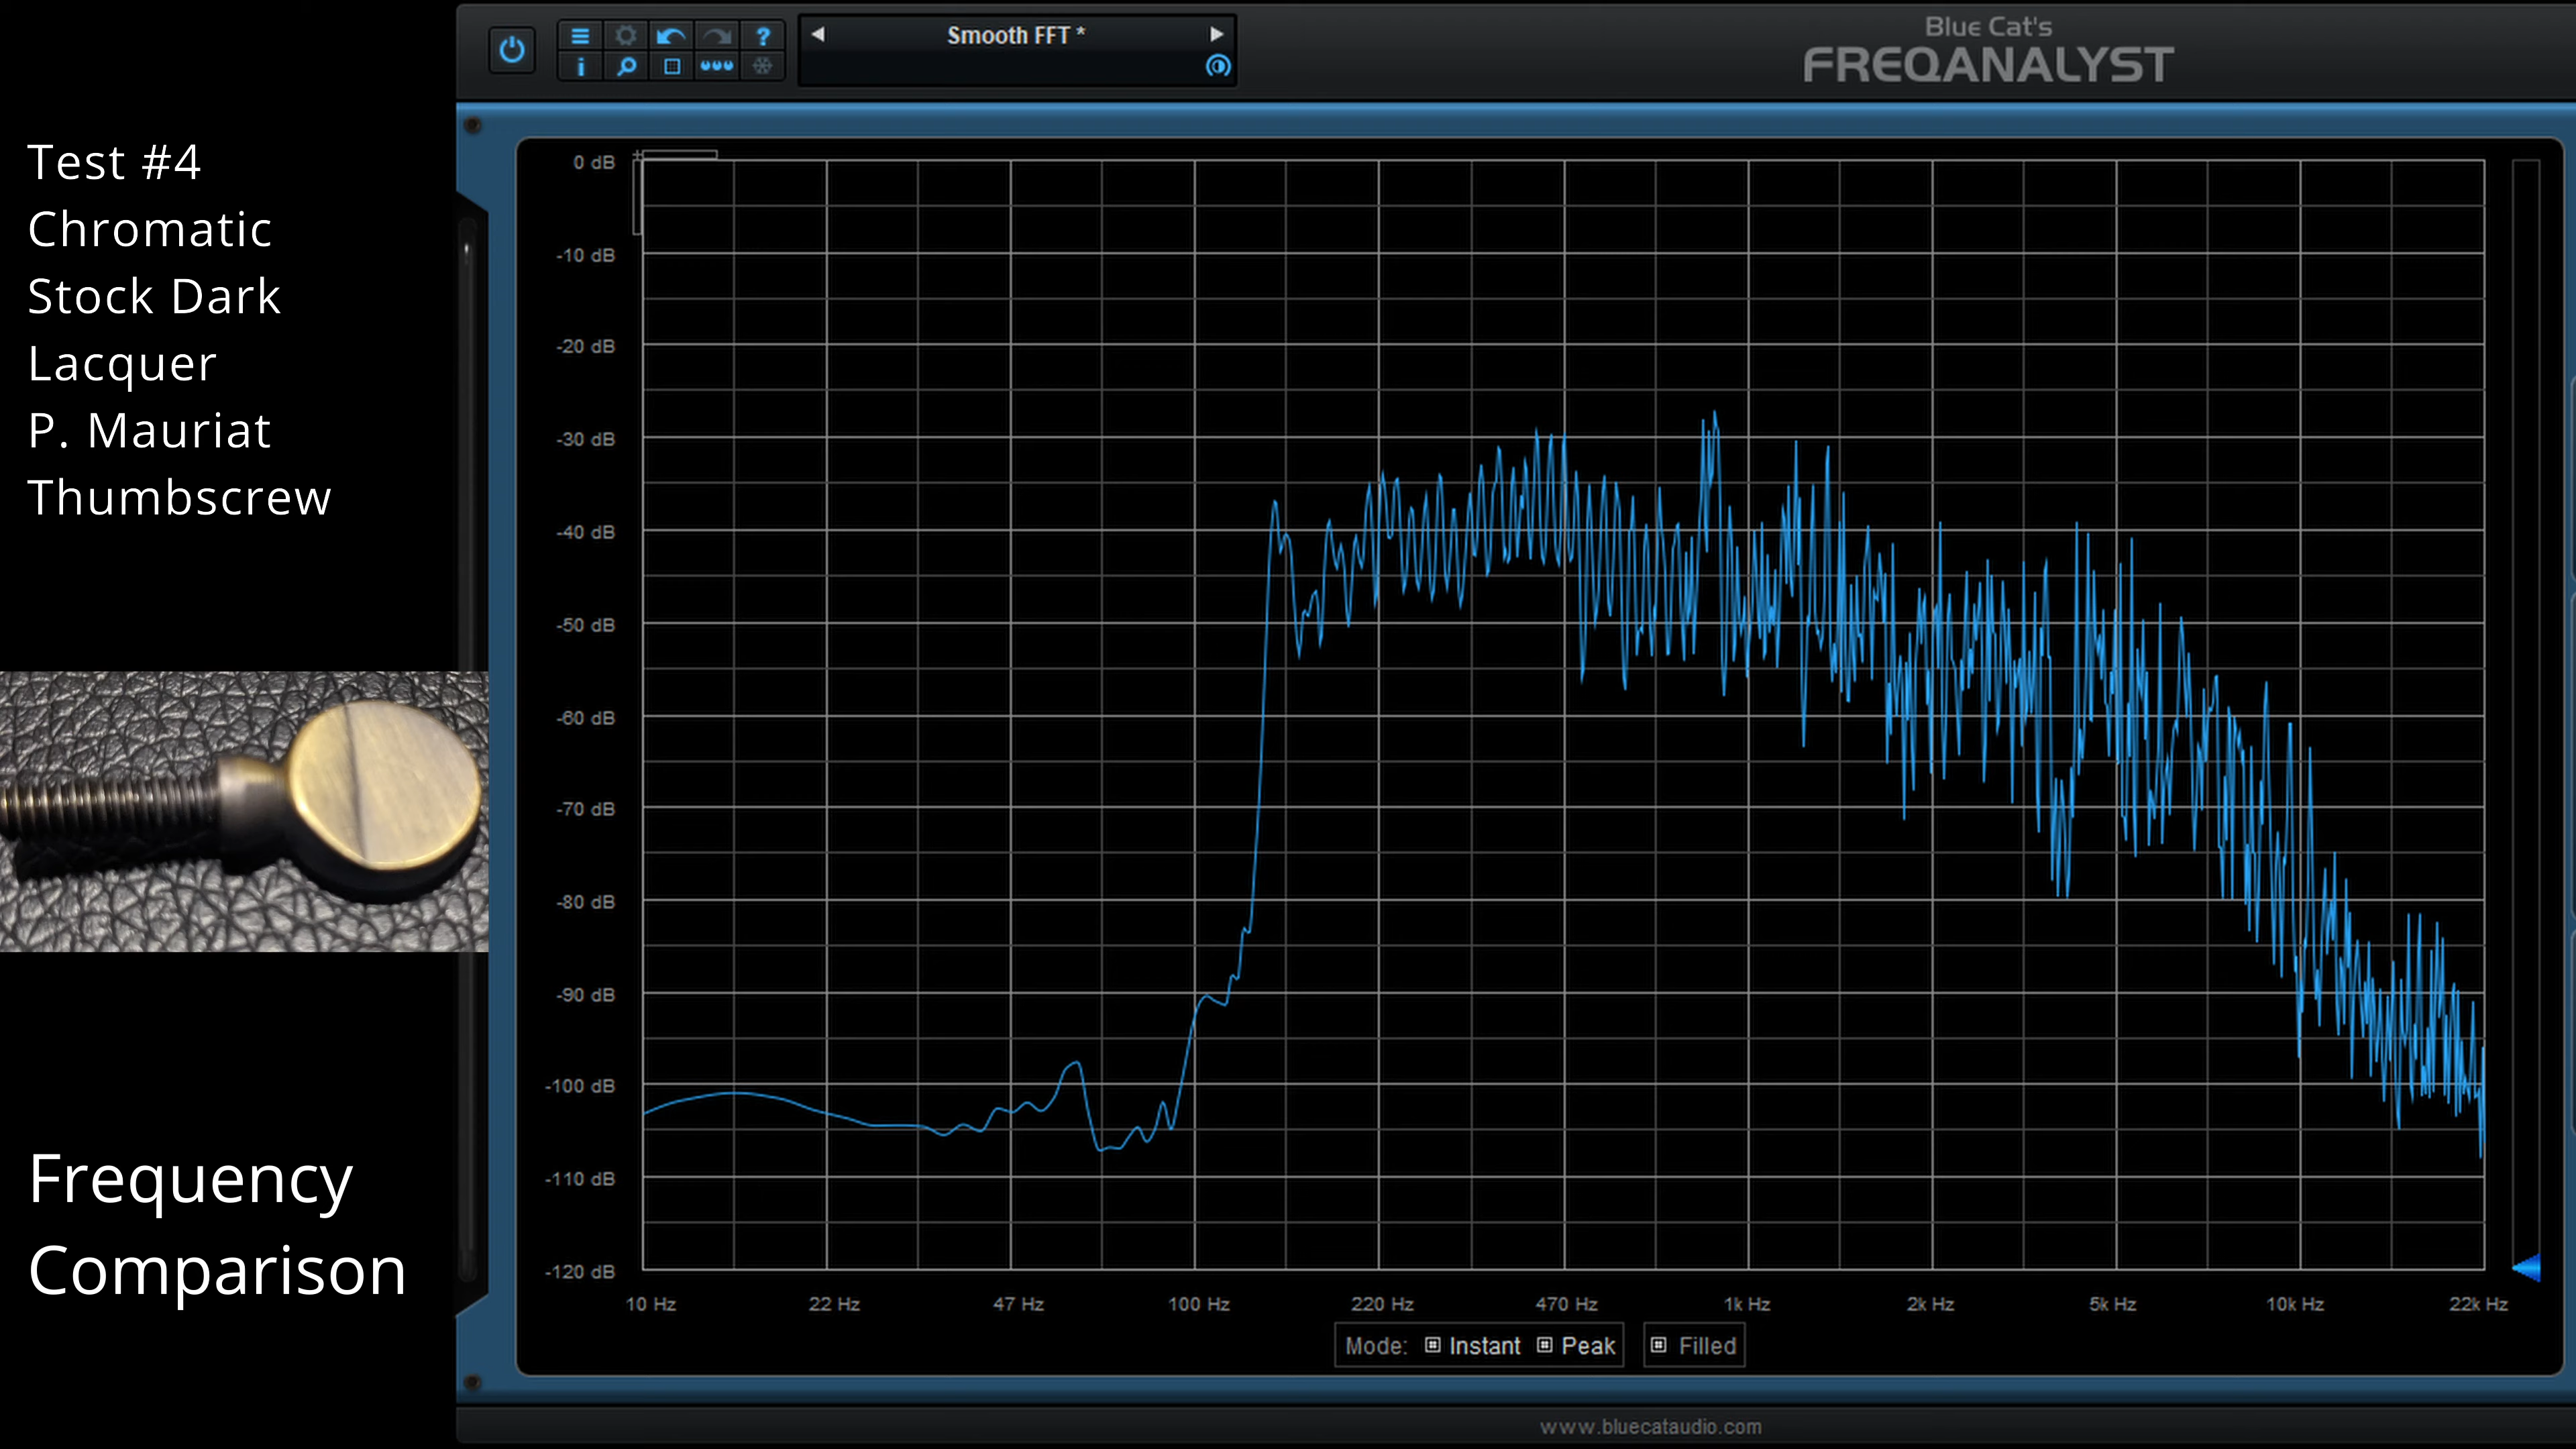 Blue Cat's
FREQANALYST
Smooth FFT *
Test #4
Chromatic
Stock Dark
Lacquer
P. Mauriat
Thumbscrew
Frequency
Comparison
0 dB
-10 dB
-20 dB
-30 dB
-40 dB
-50 dB
-60 dB
-70 dB
-80 dB
-90 dB
-100 dB
-110 dB
-120 dB
10 Hz 22 Hz 47 Hz 100 Hz 220 Hz 470 Hz 1k Hz 2k Hz 5k Hz 10k Hz 22k Hz
Mode: Instant Peak Filled
www.bluecataudio.com